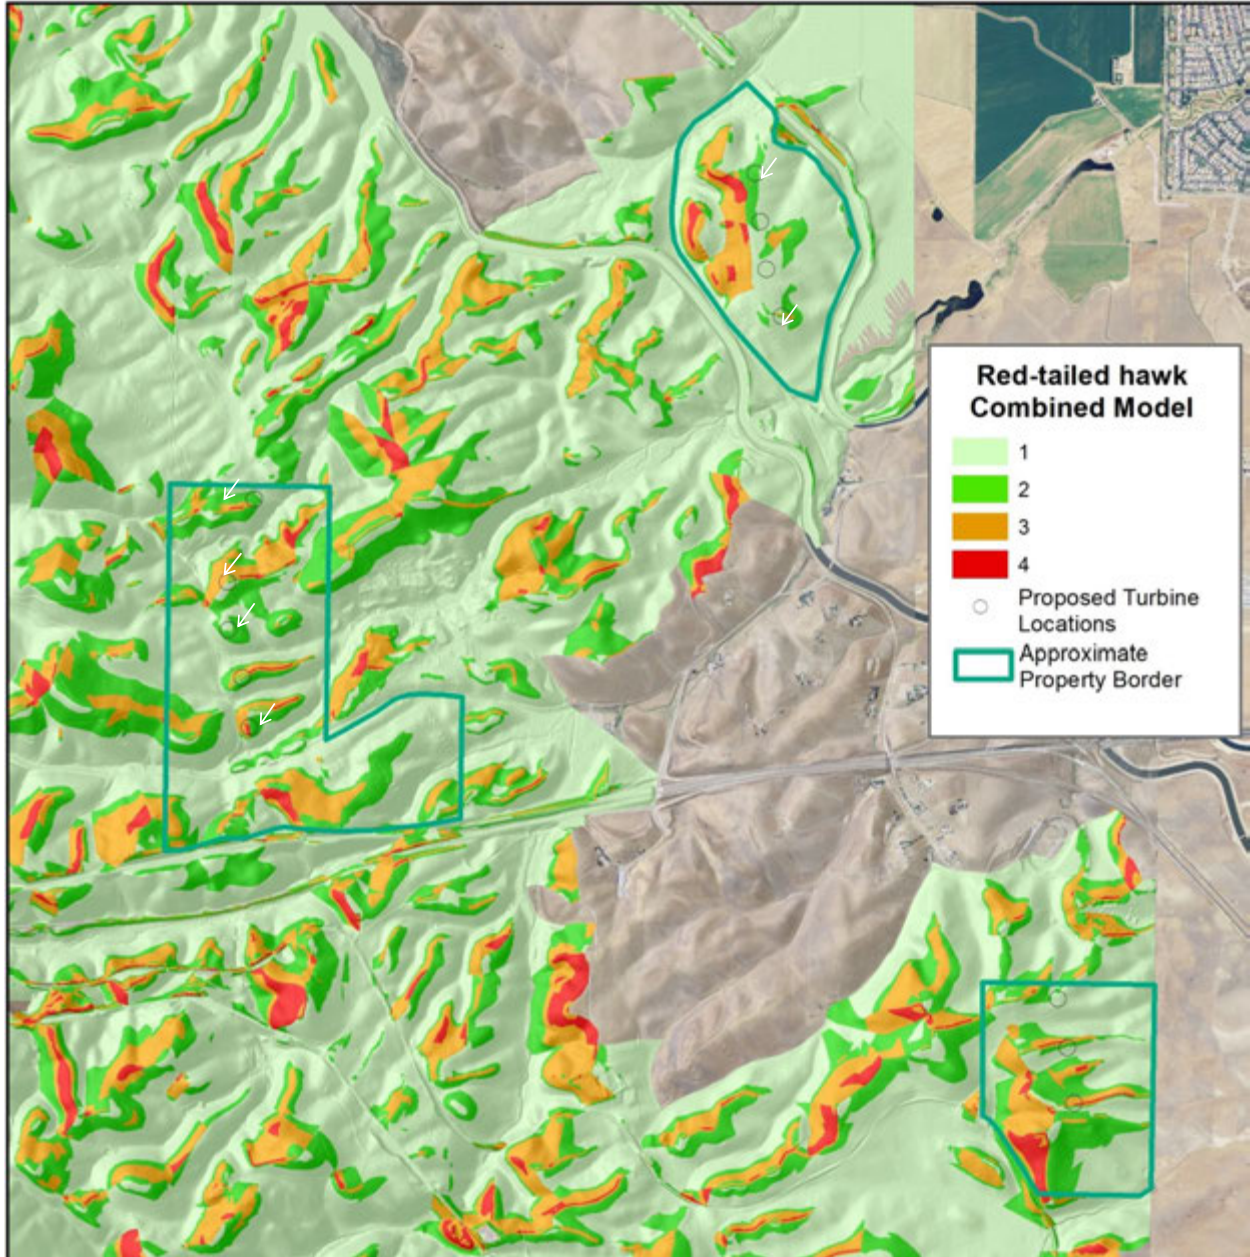 Red-tailed hawk
Combined Model
1
2
3
4
Proposed Turbine
Locations
Approximate
Property Border